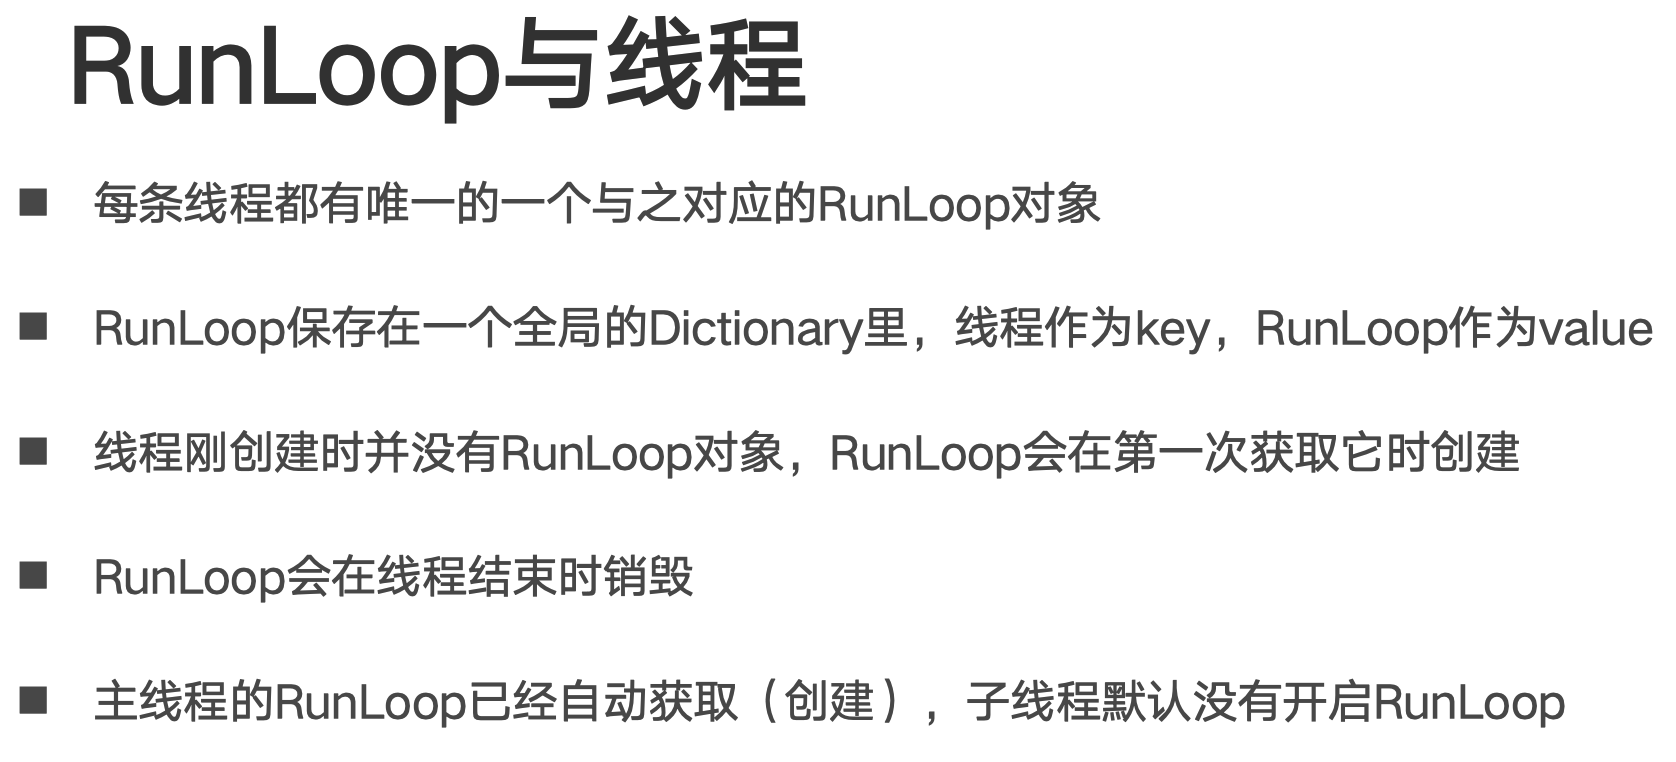 RunLoop与线程
■ 每条线程都有唯一的一个与之对应的RunLoop对象
■ RunLoop保存在一个全局的Dictionary里，线程作为key，RunLoop作为value
■ 线程刚创建时并没有RunLoop对象，RunLoop会在第一次获取它时创建
■ RunLoop会在线程结束时销毁
■ 主线程的RunLoop已经自动获取（创建），子线程默认没有开启RunLoop